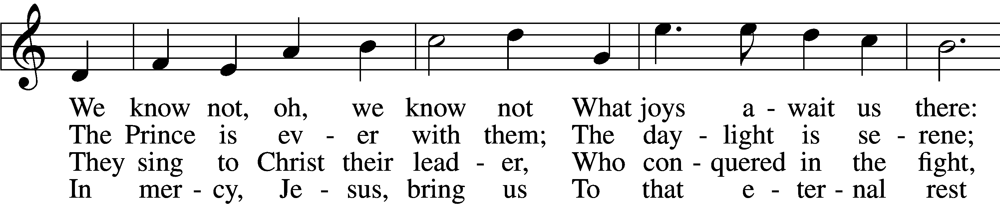 We know not, oh, we know not What joys a - wait us there:
The Prince is ev - er with them; The day - light is se - rene;
They sing to Christ their lead - er, Who con - quered in the fight,
In mer - cy, Je - sus, bring us To that e - ter - nal rest